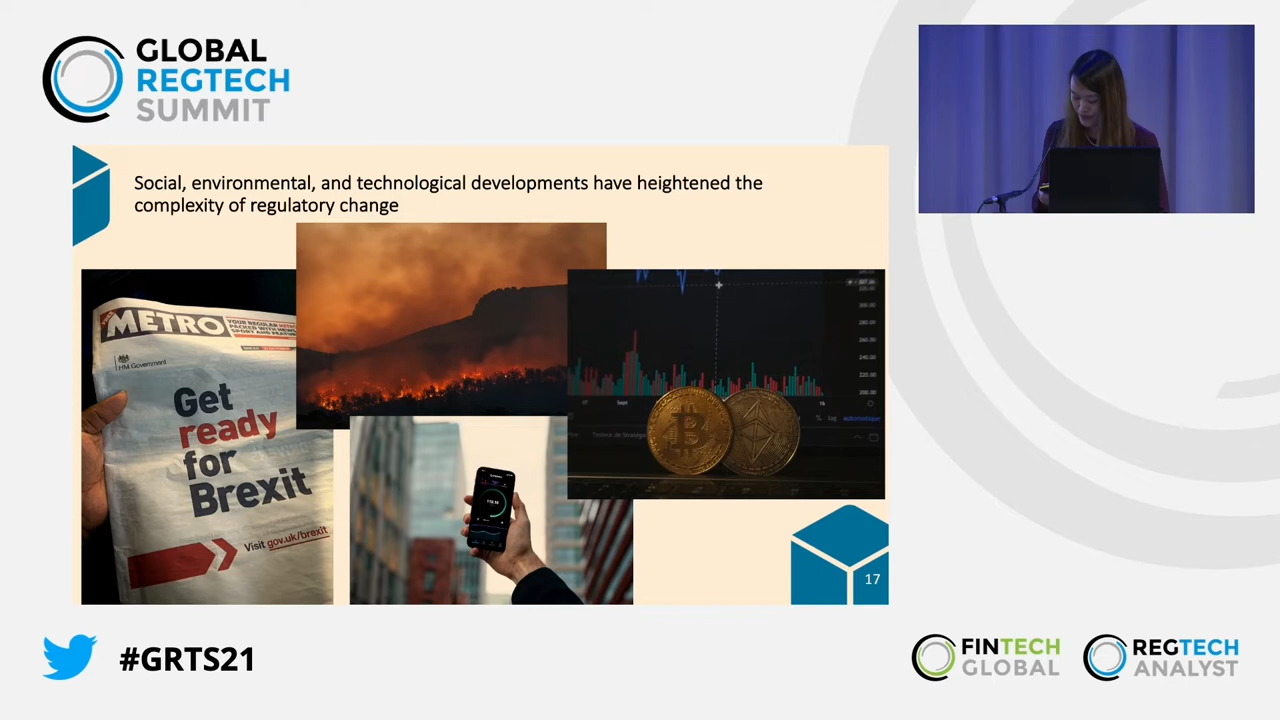 GLOBAL
REGTECH
SUMMIT
Social, environmental, and technological developments have heightened the
complexity of regulatory change
METRO
HM Government
Get
ready
for
Brexit
Visit gov.uk/brexit
17
#GRTS21
FINTECH
GLOBAL
REGTECH
ANALYST